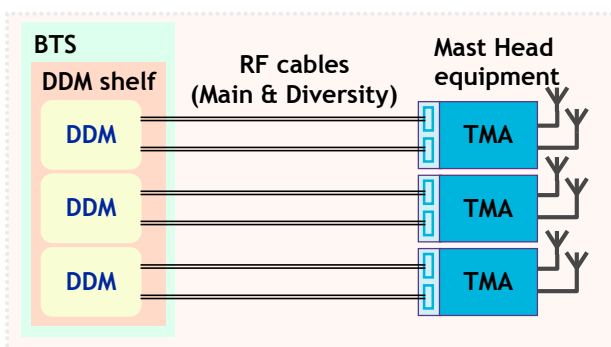 BTS
DDM shelf
RF cables
(Main & Diversity)
Mast Head
equipment
DDM
TMA
DDM
TMA
DDM
TMA